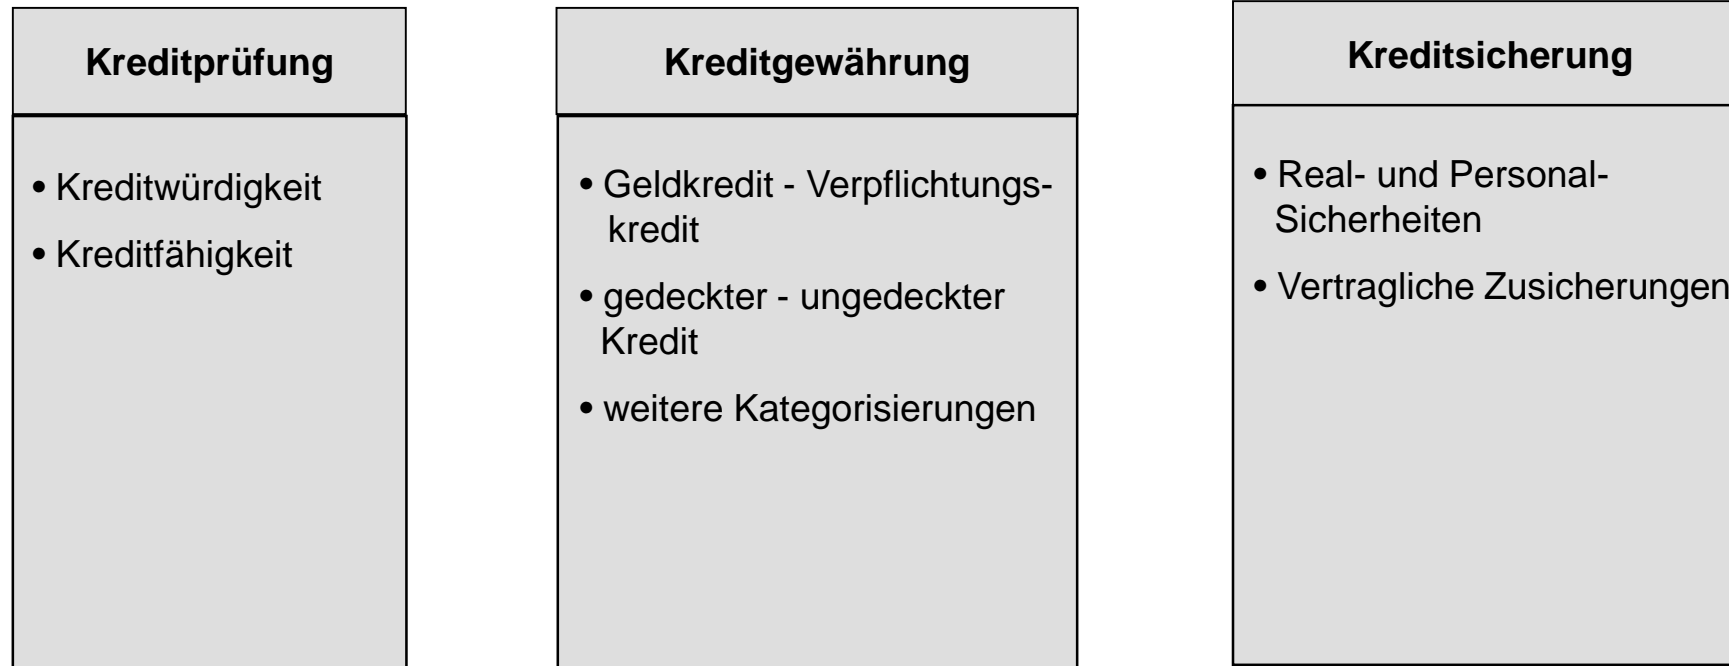 Kreditprüfung
• Kreditwürdigkeit
• Kreditfähigkeit
Kreditgewährung
• Geldkredit - Verpflichtungs-
kredit
• gedeckter - ungedeckter
Kredit
• weitere Kategorisierungen
Kreditsicherung
• Real- und Personal-
Sicherheiten
• Vertragliche Zusicherungen